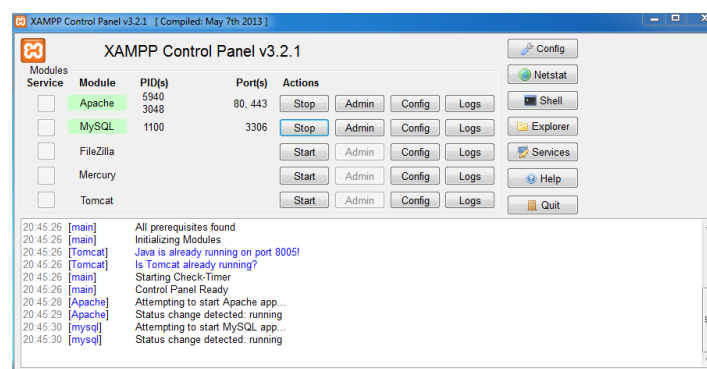 XAMPP Control Panel v3.2.1 [ Compiled: May 7th 2013 ]
XAMPP Control Panel v3.2.1
Config
Modules
Service Module PID(s) Port(s) Actions
Netstat
Apache 5940 3048 80, 443 Stop Admin Config Logs
Shell
MySQL 1100 3306 Stop Admin Config Logs
Explorer
FileZilla Start Admin Config Logs
Services
Mercury Start Admin Config Logs
Help
Tomcat Start Admin Config Logs
Quit
20:45:26 [main] All prerequisites found
20:45:26 [main] Initializing Modules
20:45:26 [Tomcat] Java is already running on port 8005!
20:45:26 [Tomcat] Is Tomcat already running?
20:45:26 [main] Starting Check-Timer
20:45:26 [main] Control Panel Ready
20:45:28 [Apache] Attempting to start Apache app...
20:45:29 [Apache] Status change detected: running
20:45:30 [mysql] Attempting to start MySQL app...
20:45:30 [mysql] Status change detected: running